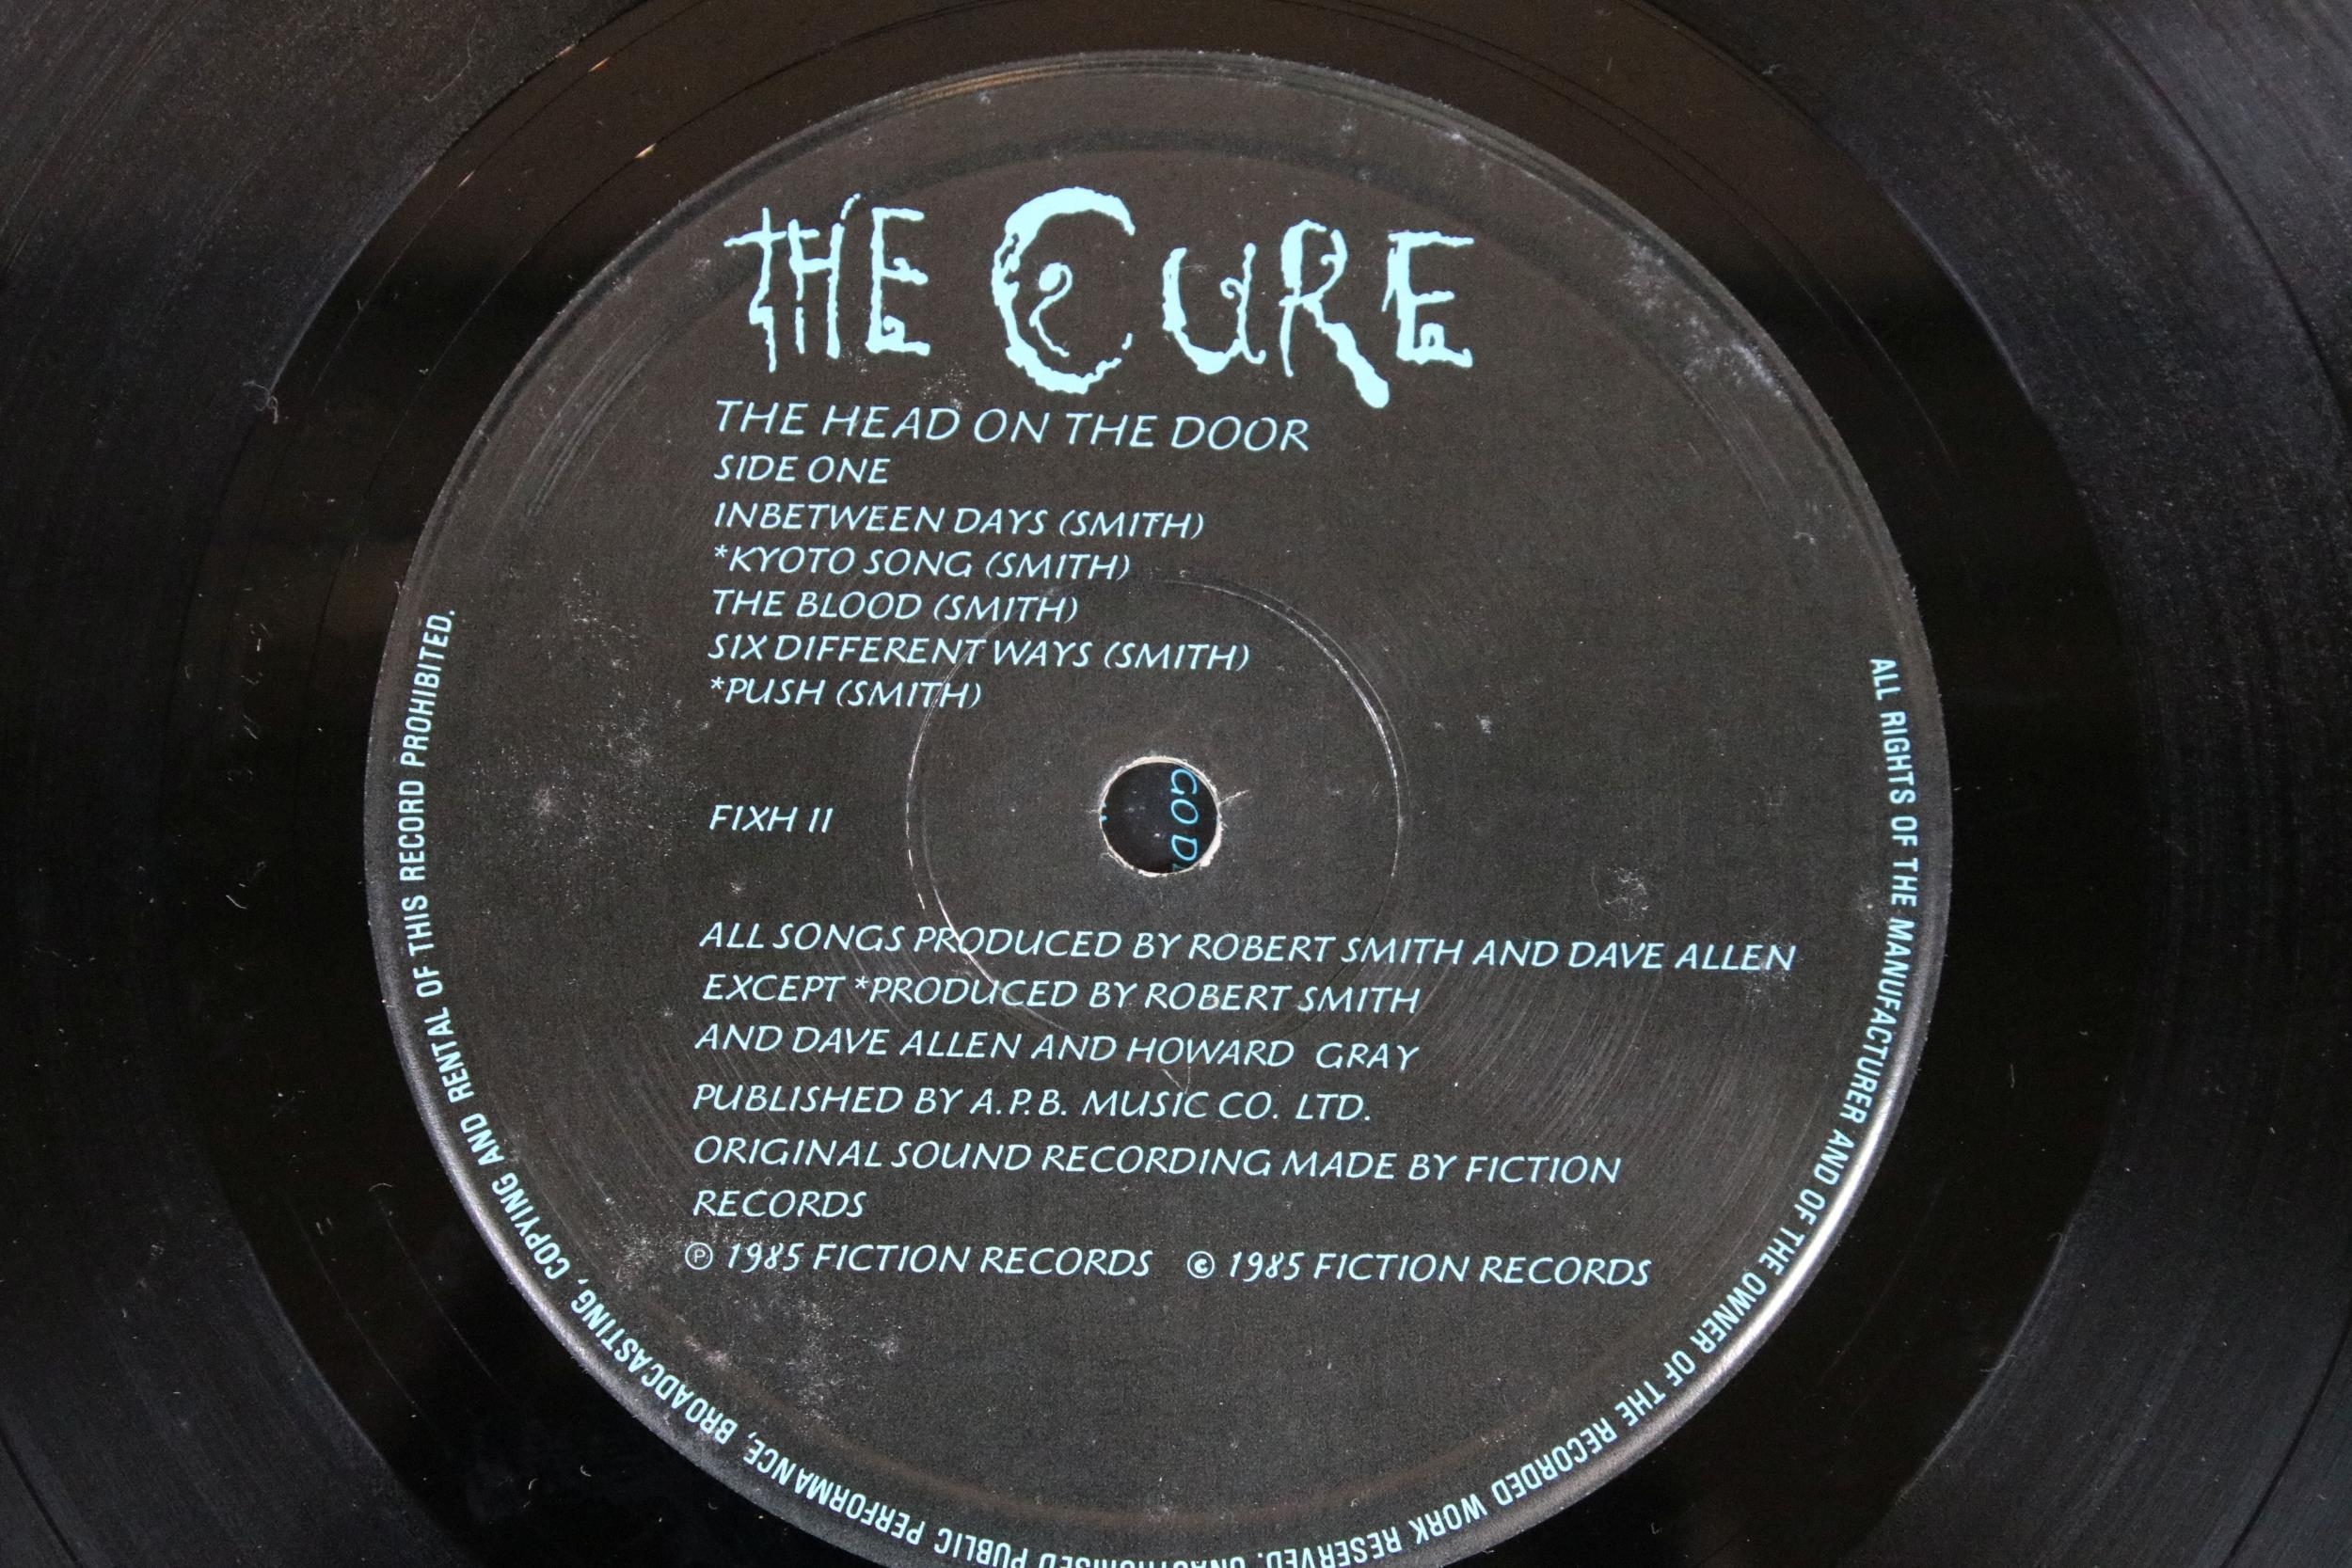 THE CURE
THE HEAD ON THE DOOR
SIDE ONE
INBETWEEN DAYS (SMITH)
*KYOTO SONG (SMITH)
THE BLOOD (SMITH)
SIX DIFFERENT WAYS (SMITH)
*PUSH (SMITH)
FIXH 11
GO
ALL SONGS PRODUCED BY ROBERT SMITH AND DAVE ALLEN
EXCEPT *PRODUCED BY ROBERT SMITH
AND DAVE ALLEN AND HOWARD GRAY
PUBLISHED BY A.P.B. MUSIC CO. LTD.
ORIGINAL SOUND RECORDING MADE BY FICTION
RECORDS
℗ 1985 FICTION RECORDS © 1985 FICTION RECORDS
ALL RIGHTS OF THE MANUFACTURER AND OF THE OWNER OF THE RECORDED WORK RESERVED. UNAUTHORISED PUBLIC PERFORMANCE, BROADCASTING, COPYING AND RENTAL OF THIS RECORD PROHIBITED.